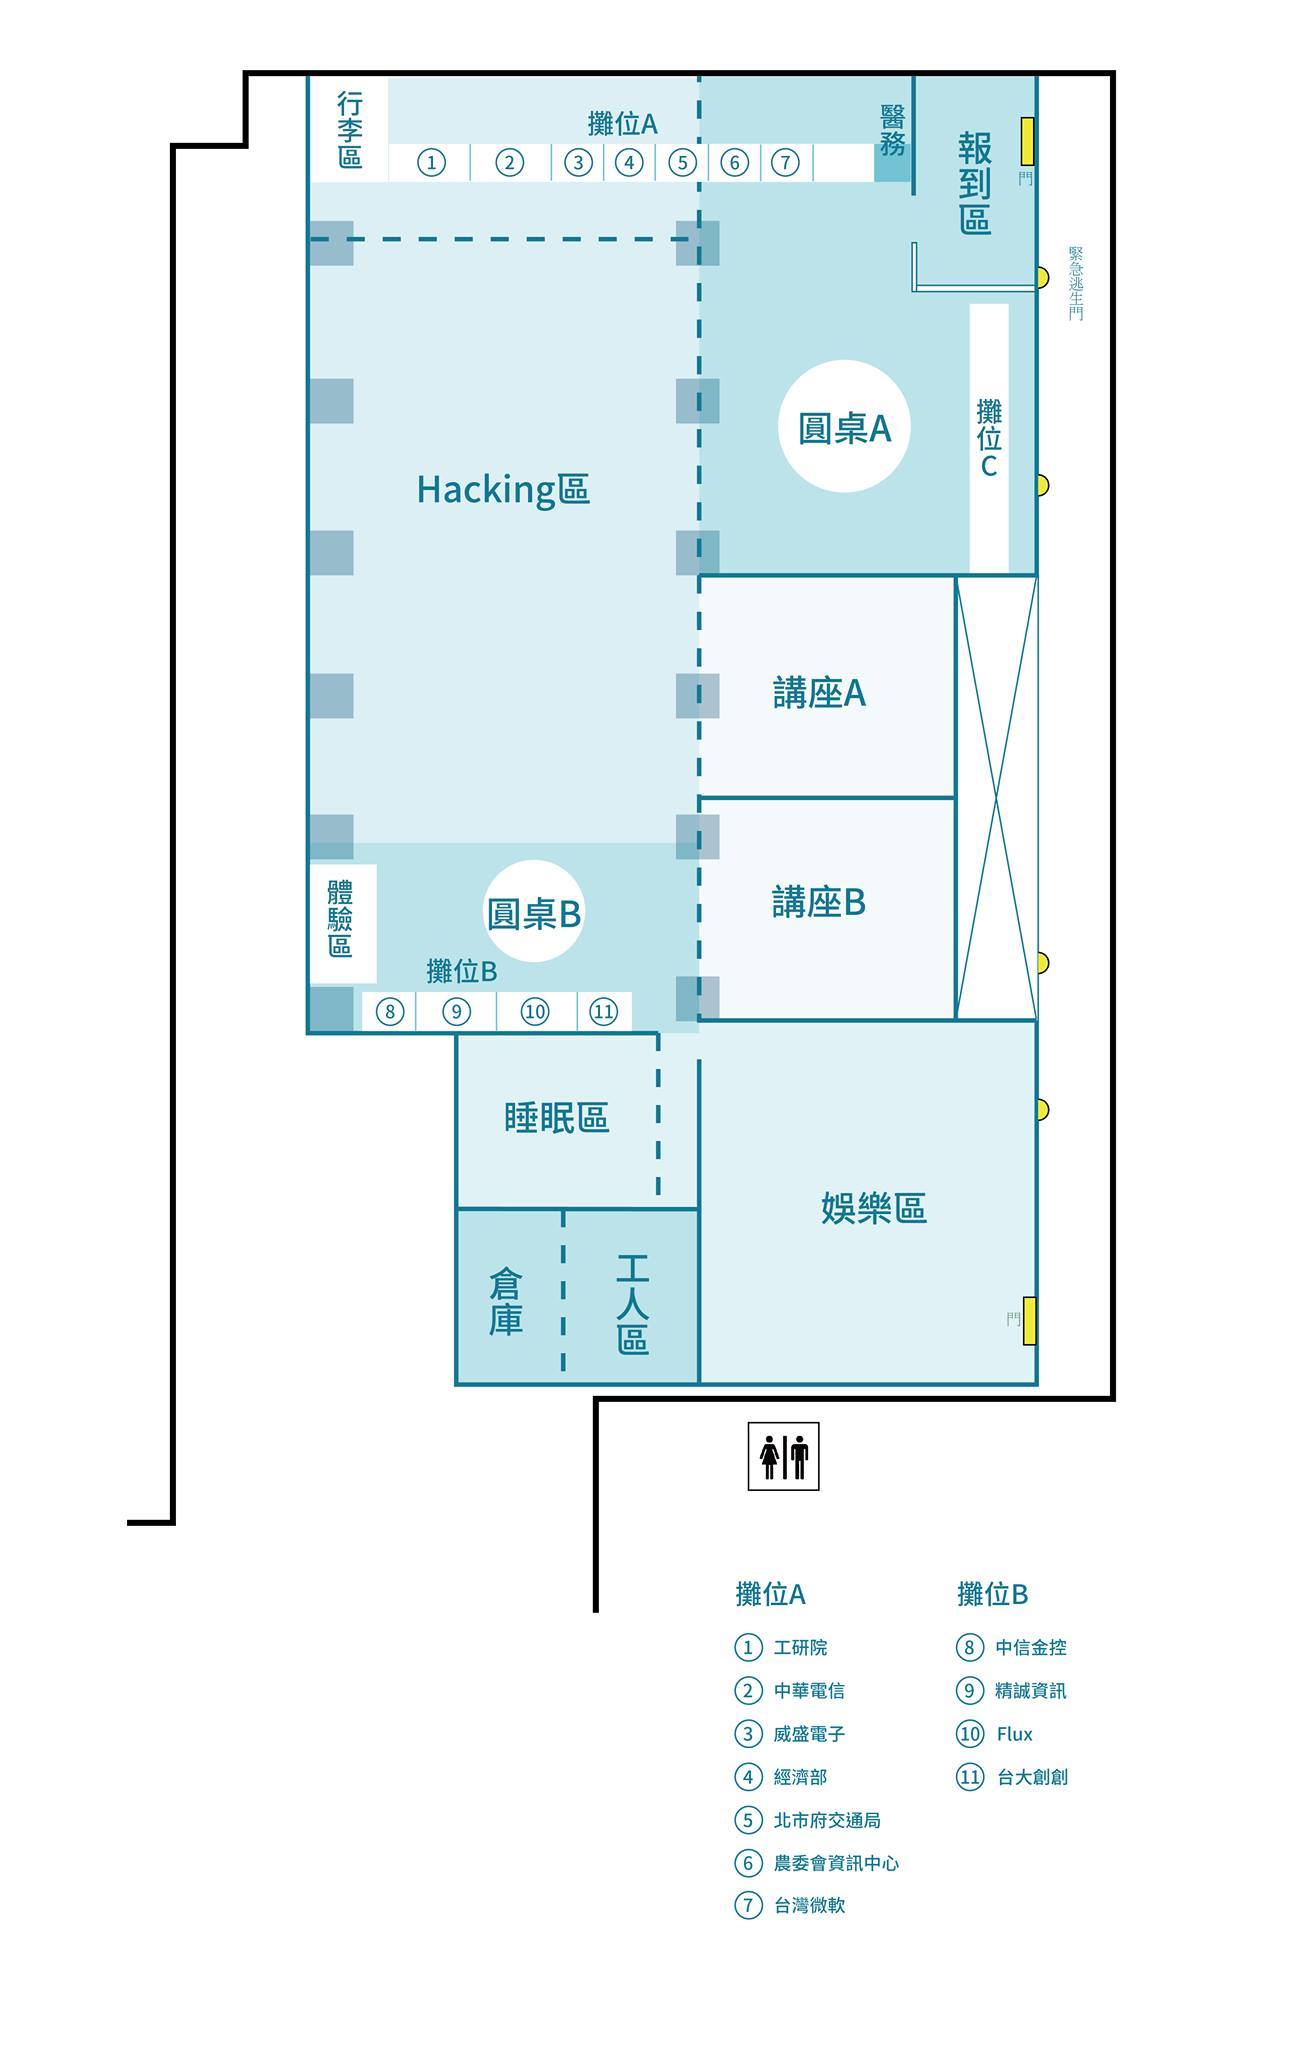 行李區
攤位A
1
2
3
4
5
6
7
醫務
報到區
門
緊急逃生門
圓桌A
攤位C
Hacking區
講座A
講座B
體驗區
圓桌B
攤位B
8
9
10
11
睡眠區
娛樂區
倉庫
工人區
門
攤位A
1 工研院
2 中華電信
3 威盛電子
4 經濟部
5 北市府交通局
6 農委會資訊中心
7 台灣微軟
攤位B
8 中信金控
9 精誠資訊
10 Flux
11 台大創創